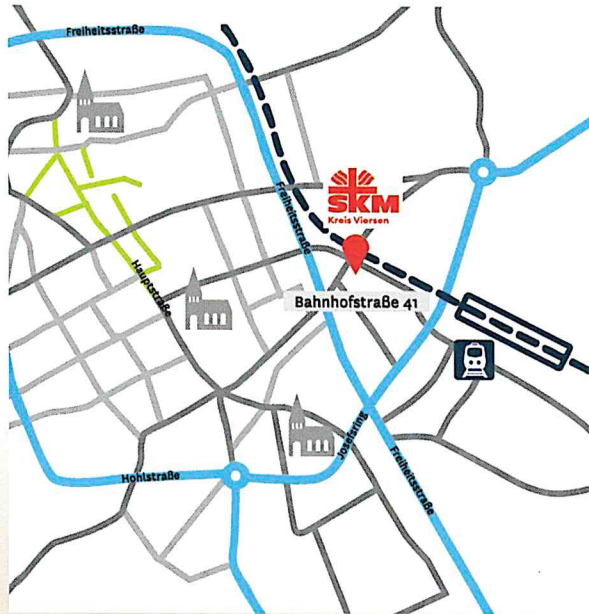 Freiheitsstraße
SKM
Kreis Viersen
Freiheitsstraße
Bahnhofstraße 41
Hauptstraße
Josefsring
Hohlstraße
Freiheitsstraße